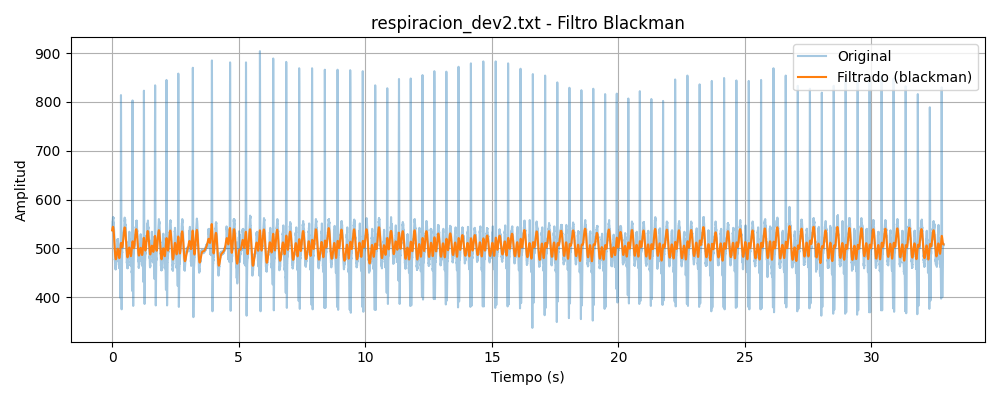 respiracion_dev2.txt - Filtro Blackman
Original
Filtrado (blackman)
Amplitud
900
800
700
600
500
400
0 5 10 15 20 25 30
Tiempo (s)